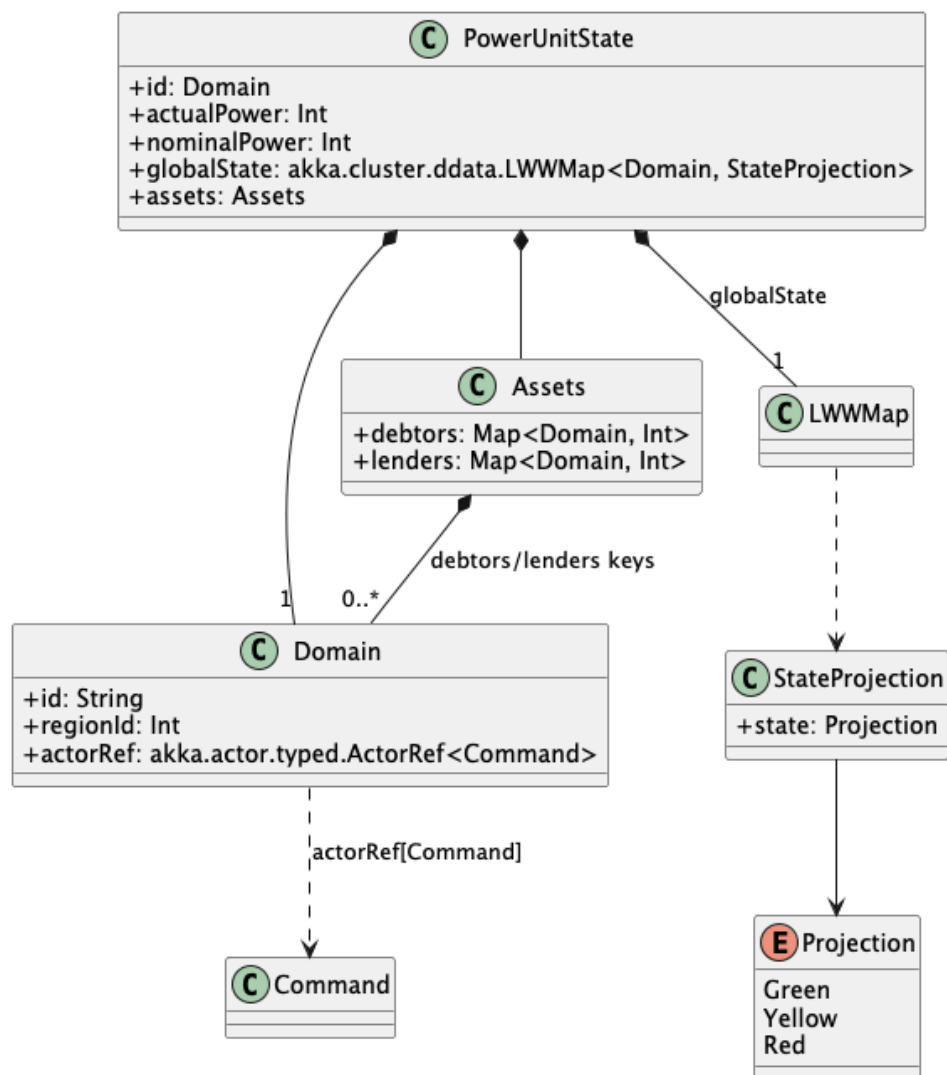 C PowerUnitState
+id: Domain
+actualPower: Int
+nominalPower: Int
+globalState: akka.cluster.ddata.LWWMap<Domain, StateProjection>
+assets: Assets
globalState
1
C Assets
+debtors: Map<Domain, Int>
+lenders: Map<Domain, Int>
C LWWMap
debtors/lenders keys
1
0..*
C Domain
+id: String
+regionId: Int
+actorRef: akka.actor.typed.ActorRef<Command>
C StateProjection
+state: Projection
actorRef[Command]
C Command
E Projection
Green
Yellow
Red